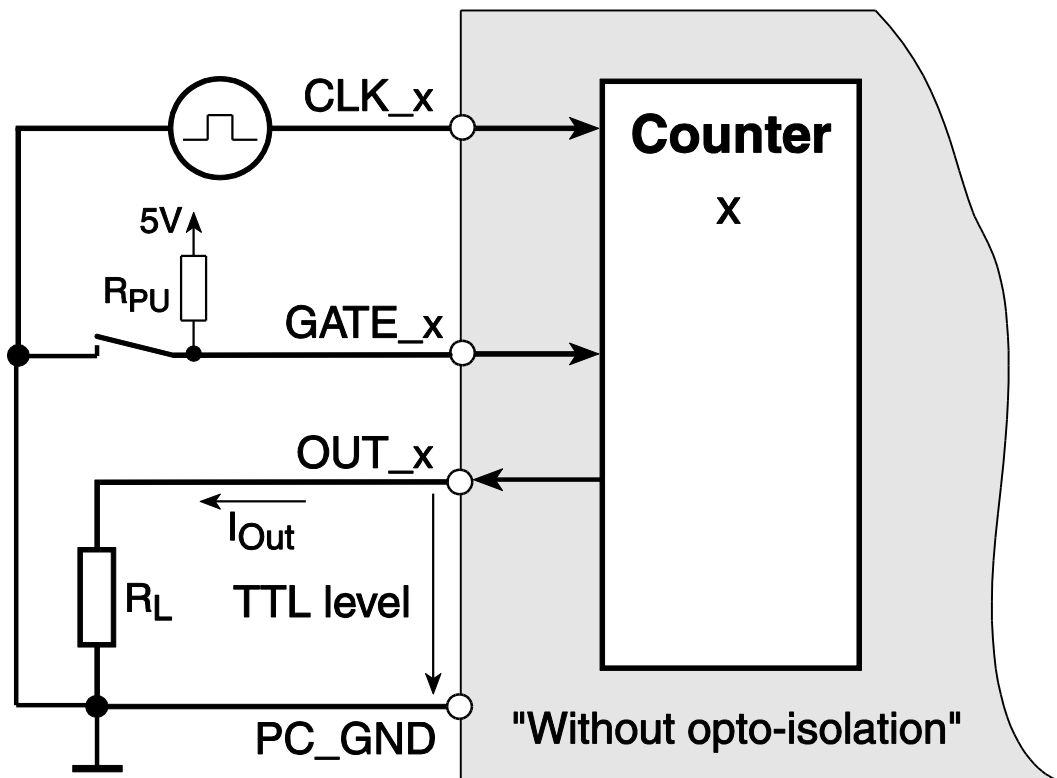 CLK_x
Counter
x
5V
RPU
GATE_x
OUT_x
IOut
RL
TTL level
PC_GND
"Without opto-isolation"